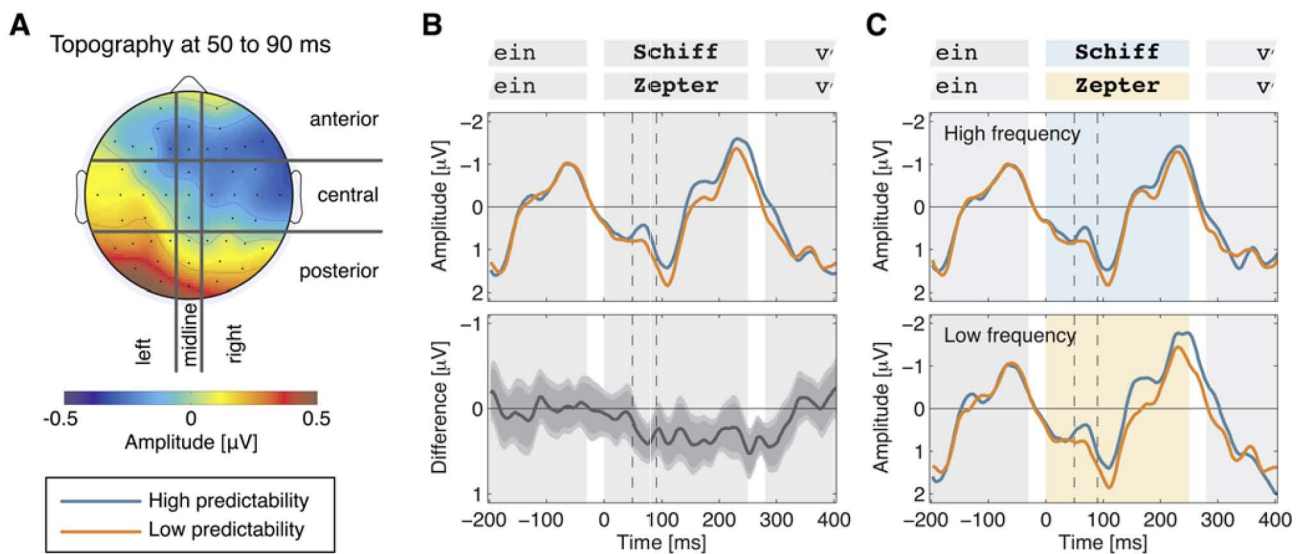 A
Topography at 50 to 90 ms
anterior
central
posterior
left
midline
right
-0.5 0 0.5
Amplitude [μV]
High predictability
Low predictability
B
ein Schiff v
ein Zepter v
−2
−1
0
1
2
Amplitude [μV]
−1
0
1
Difference [μV]
−200 −100 0 100 200 300 400
Time [ms]
C
ein Schiff v
ein Zepter v
High frequency
−2
−1
0
1
2
Amplitude [μV]
Low frequency
−2
−1
0
1
2
Amplitude [μV]
−200 −100 0 100 200 300 400
Time [ms]